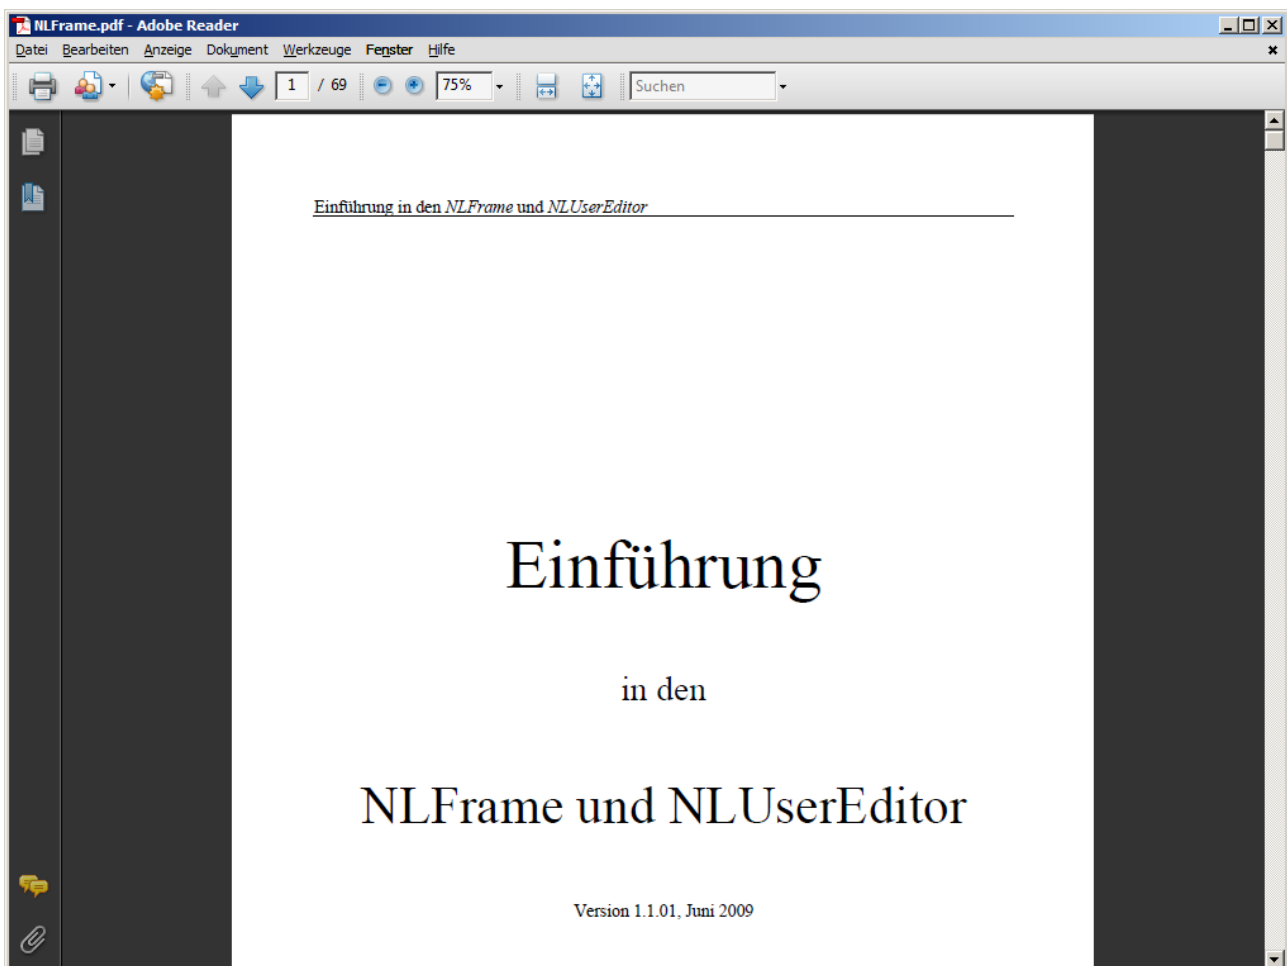 NLFrame.pdf - Adobe Reader
Datei Bearbeiten Anzeige Dokument Werkzeuge Fenster Hilfe
1 / 69 75% Suchen
Einführung in den NLFrame und NLUserEditor
Einführung
in den
NLFrame und NLUserEditor
Version 1.1.01, Juni 2009